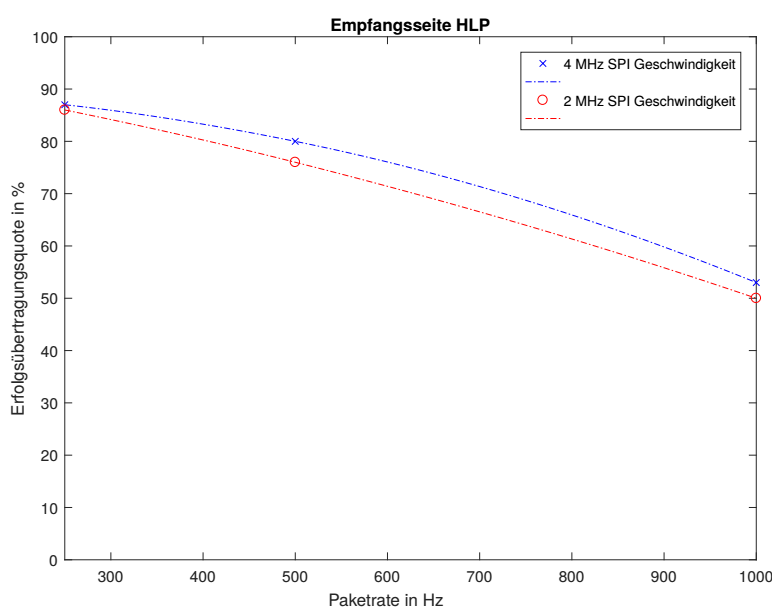 Empfangsseite HLP
4 MHz SPI Geschwindigkeit
2 MHz SPI Geschwindigkeit
Erfolgsübertragungsquote in %
100
90
80
70
60
50
40
30
20
10
0
300 400 500 600 700 800 900 1000
Paketrate in Hz